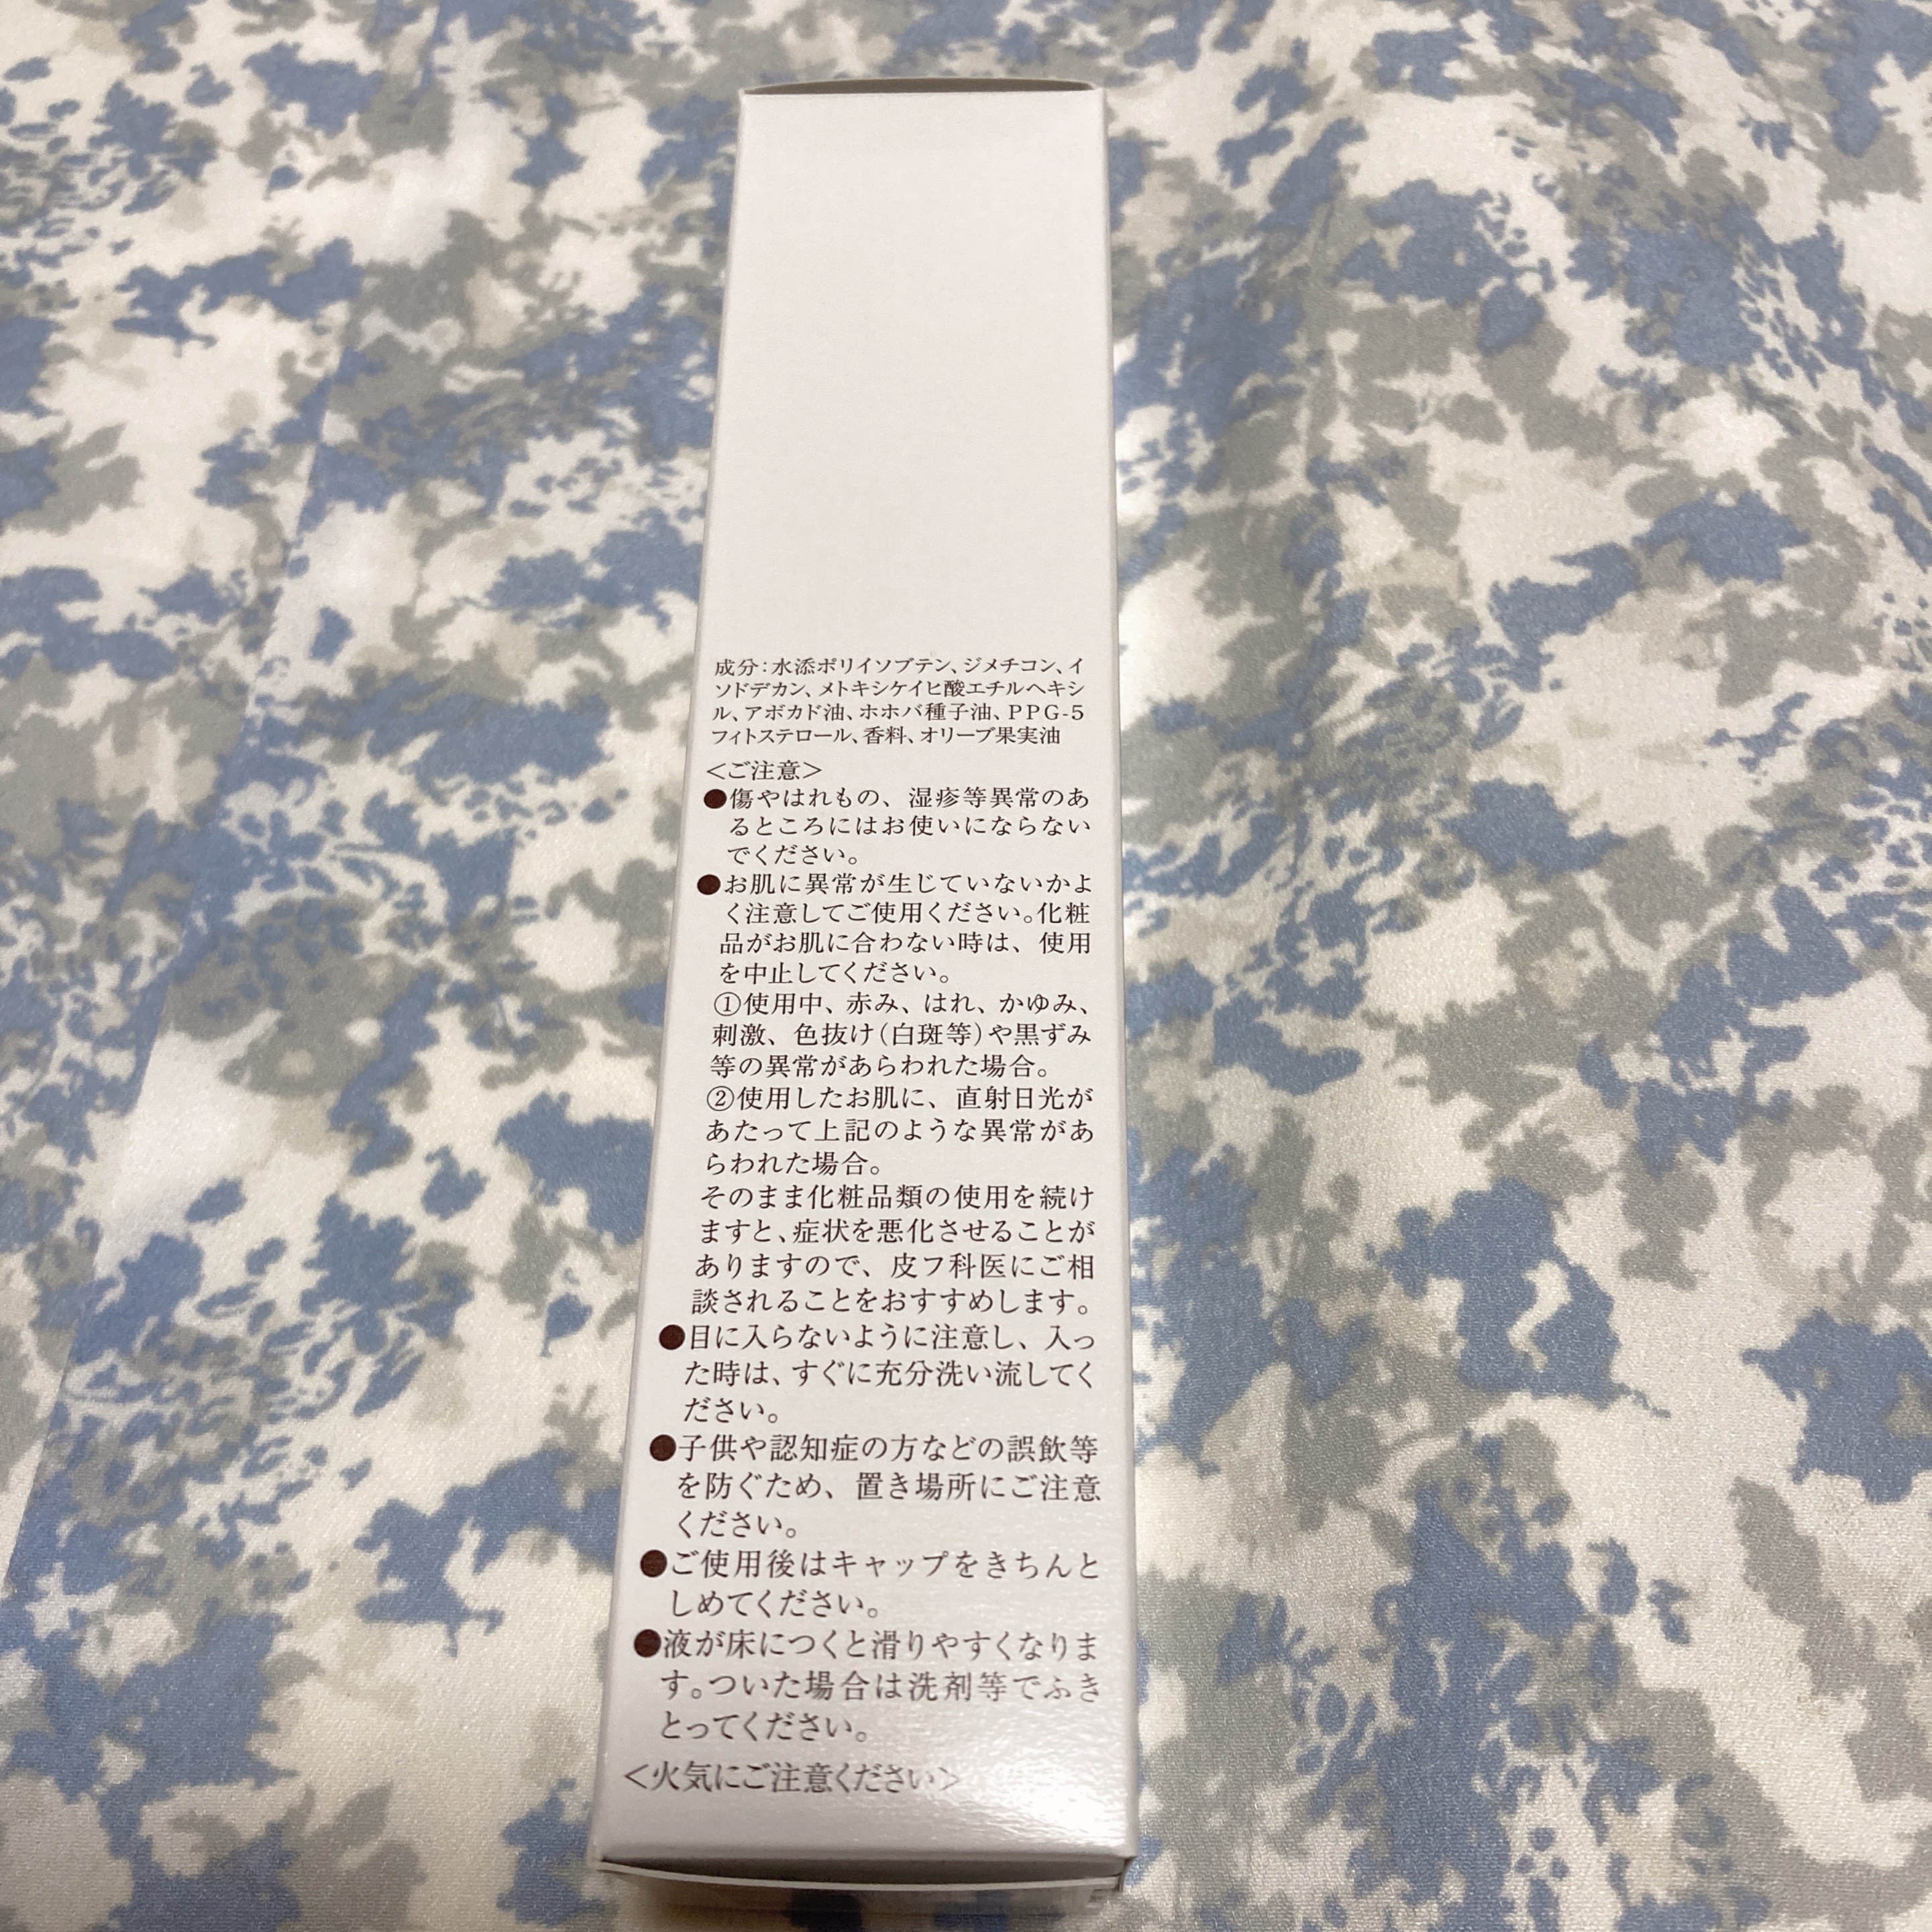 成分：水添ポリイソブテン、ジメチコン、イ
ソドデカン、メトキシケイヒ酸エチルヘキシ
ル、アボカド油、ホホバ種子油、PPG-5
フィトステロール、香料、オリーブ果実油
＜ご注意＞
●傷やはれもの、湿疹等異常のあ
るところにはお使いにならない
でください。
●お肌に異常が生じていないかよ
く注意してご使用ください。化粧
品がお肌に合わない時は、使用
を中止してください。
①使用中、赤み、はれ、かゆみ、
刺激、色抜け(白斑等)や黒ずみ
等の異常があらわれた場合。
②使用したお肌に、直射日光が
あたって上記のような異常があ
らわれた場合。
そのまま化粧品類の使用を続け
ますと、症状を悪化させることが
ありますので、皮フ科医にご相
談されることをおすすめします。
●目に入らないように注意し、入っ
た時は、すぐに充分洗い流してく
ださい。
●子供や認知症の方などの誤飲等
を防ぐため、置き場所にご注意
ください。
●ご使用後はキャップをきちんと
しめてください。
●液が床につくと滑りやすくなりま
す。ついた場合は洗剤等でふき
とってください。
＜火気にご注意ください＞